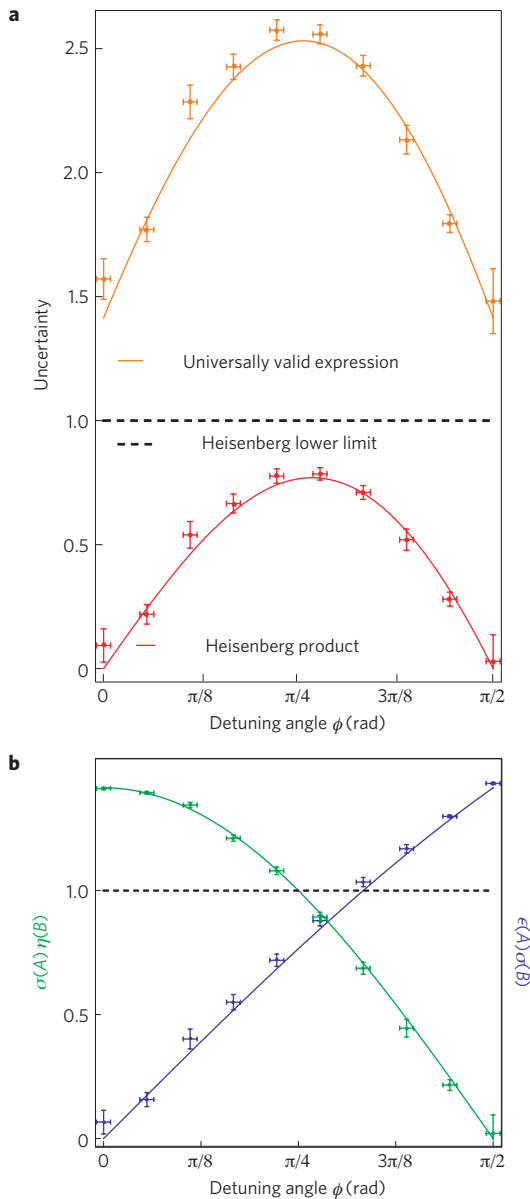 a
2.5
2.0
1.5
1.0
0.5
0
Uncertainty
Universally valid expression
Heisenberg lower limit
Heisenberg product
0
π/8
π/4
3π/8
π/2
Detuning angle ϕ (rad)
b
1.0
0.5
0
σ(A) η(B)
ϵ(A)σ(B)
0
π/8
π/4
3π/8
π/2
Detuning angle ϕ (rad)